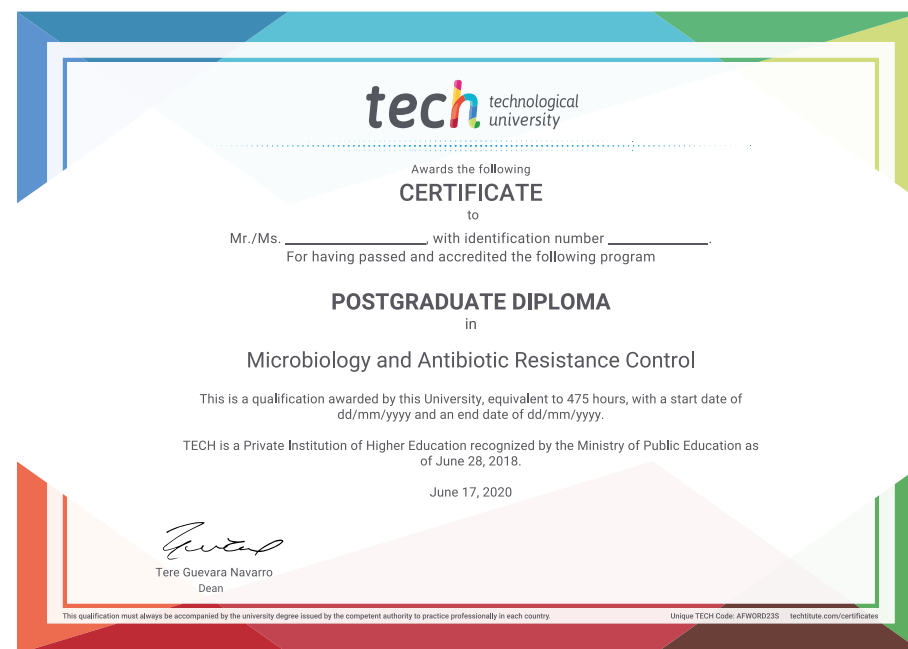 tech technological
university
Awards the following
CERTIFICATE
to
Mr./Ms. ____________, with identification number ____________.
For having passed and accredited the following program
POSTGRADUATE DIPLOMA
in
Microbiology and Antibiotic Resistance Control
This is a qualification awarded by this University, equivalent to 475 hours, with a start date of
dd/mm/yyyy and an end date of dd/mm/yyyy.
TECH is a Private Institution of Higher Education recognized by the Ministry of Public Education as
of June 28, 2018.
June 17, 2020
Tere Guevara Navarro
Dean
This qualification must always be accompanied by the university degree issued by the competent authority to practice professionally in each country. Unique TECH Code: AFWORD23S techtitute.com/certificates